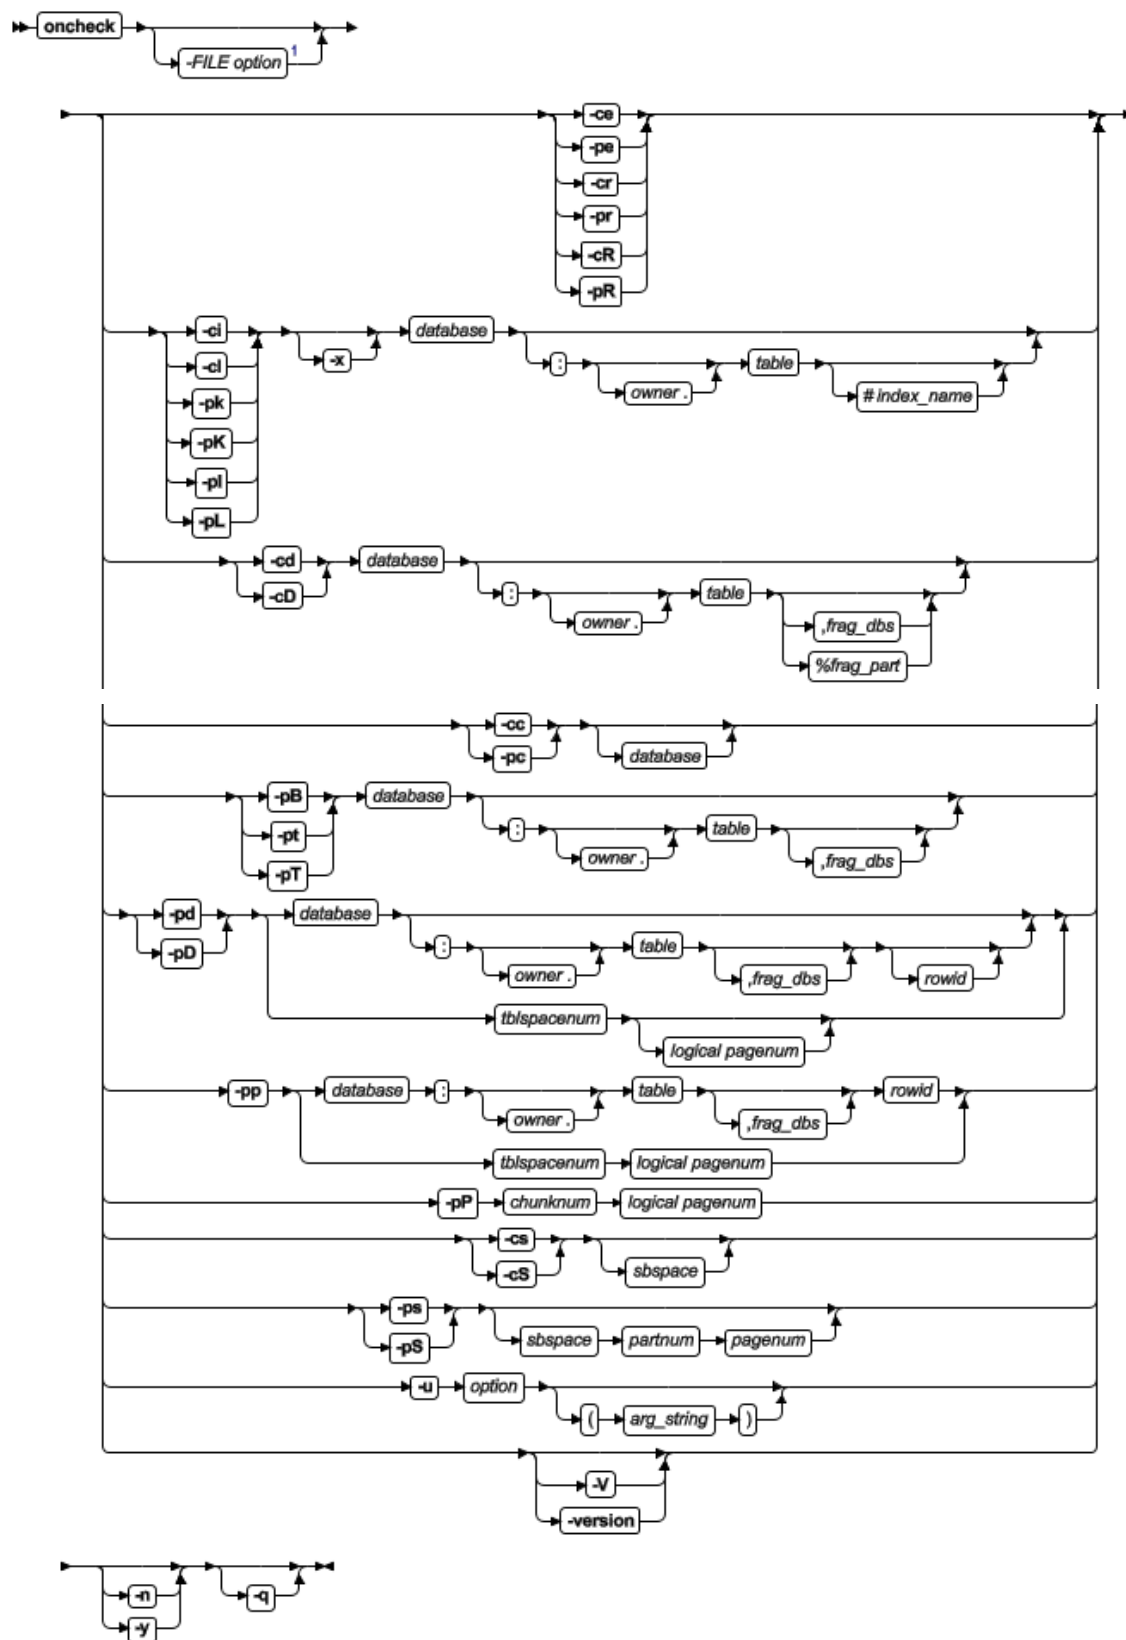 oncheck
-FILE option 1
-ce
-pe
-cr
-pr
-cR
-pR
-ci -x database : owner . table # index_name
-cI
-pk
-pK
-pl
-pL
-cd database : owner . table ,frag_dbs
-cD %frag_part
-cc database
-pc
-pB database : owner . table ,frag_dbs
-pt
-pT
-pd database : owner . table ,frag_dbs rowid
-pD
tblspacenum logical pagenum
-pp database : owner . table ,frag_dbs rowid
tblspacenum logical pagenum
-pP chunknum logical pagenum
-cs sbspace
-cS
-ps sbspace partnum pagenum
-pS
-u option ( arg_string )
-V
-version
-n -q
-y